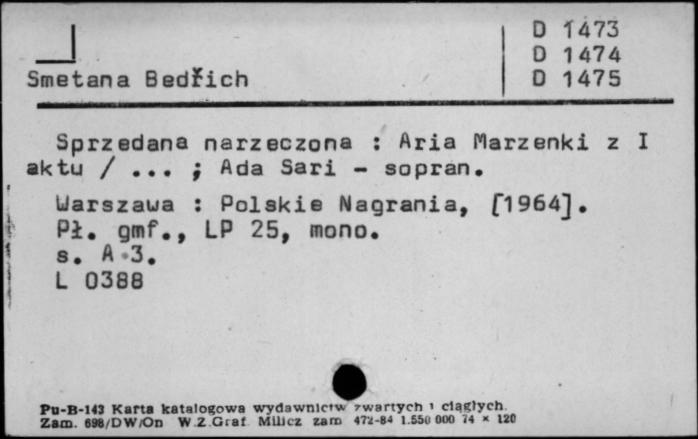 D 1473
D 1474
Smetana Bedřich D 1475
Sprzedana narzeczona : Aria Marzenki z I
aktu / ... ; Ada Sari - sopran.
Warszawa : Polskie Nagrania, [1964].
Pł. gmf., LP 25, mono.
s. A 3.
L 0388
Pu-B-143 Karta katalogowa wydawnictw zwartych i ciągłych.
Zam. 698/DW/On W.Z.Graf. Milicz zam 472-84 1.550 000 74 × 120